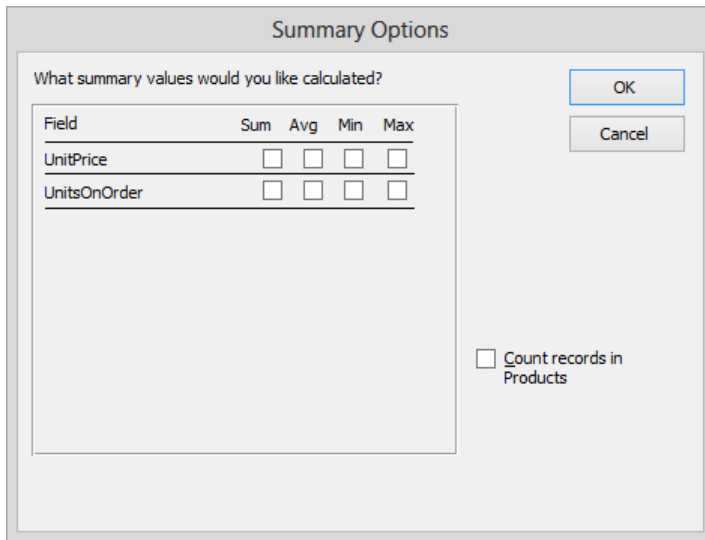 Summary Options
What summary values would you like calculated?
OK
Cancel
Field Sum Avg Min Max
UnitPrice
UnitsOnOrder
Count records in
Products